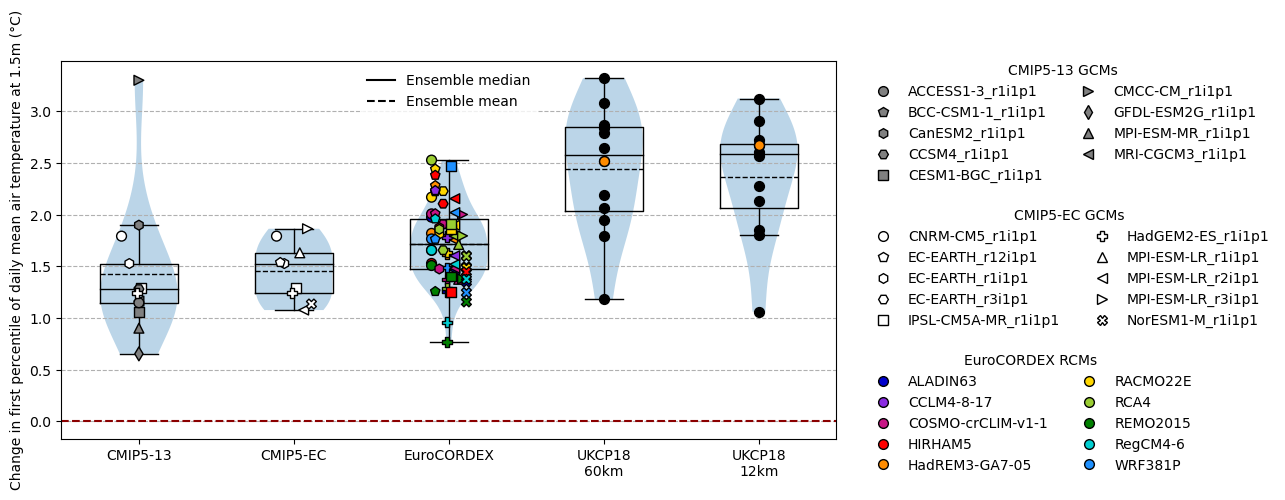 Change in first percentile of daily mean air temperature at 1.5m (°C)
3.0
2.5
2.0
1.5
1.0
0.5
0.0
Ensemble median
Ensemble mean
CMIP5-13
CMIP5-EC
EuroCORDEX
UKCP18
60km
UKCP18
12km
CMIP5-13 GCMs
ACCESS1-3_r1i1p1
BCC-CSM1-1_r1i1p1
CanESM2_r1i1p1
CCSM4_r1i1p1
CESM1-BGC_r1i1p1
CMCC-CM_r1i1p1
GFDL-ESM2G_r1i1p1
MPI-ESM-MR_r1i1p1
MRI-CGCM3_r1i1p1
CMIP5-EC GCMs
CNRM-CM5_r1i1p1
EC-EARTH_r12i1p1
EC-EARTH_r1i1p1
EC-EARTH_r3i1p1
IPSL-CM5A-MR_r1i1p1
HadGEM2-ES_r1i1p1
MPI-ESM-LR_r1i1p1
MPI-ESM-LR_r2i1p1
MPI-ESM-LR_r3i1p1
NorESM1-M_r1i1p1
EuroCORDEX RCMs
ALADIN63
CCLM4-8-17
COSMO-crCLIM-v1-1
HIRHAM5
HadREM3-GA7-05
RACMO22E
RCA4
REMO2015
RegCM4-6
WRF381P